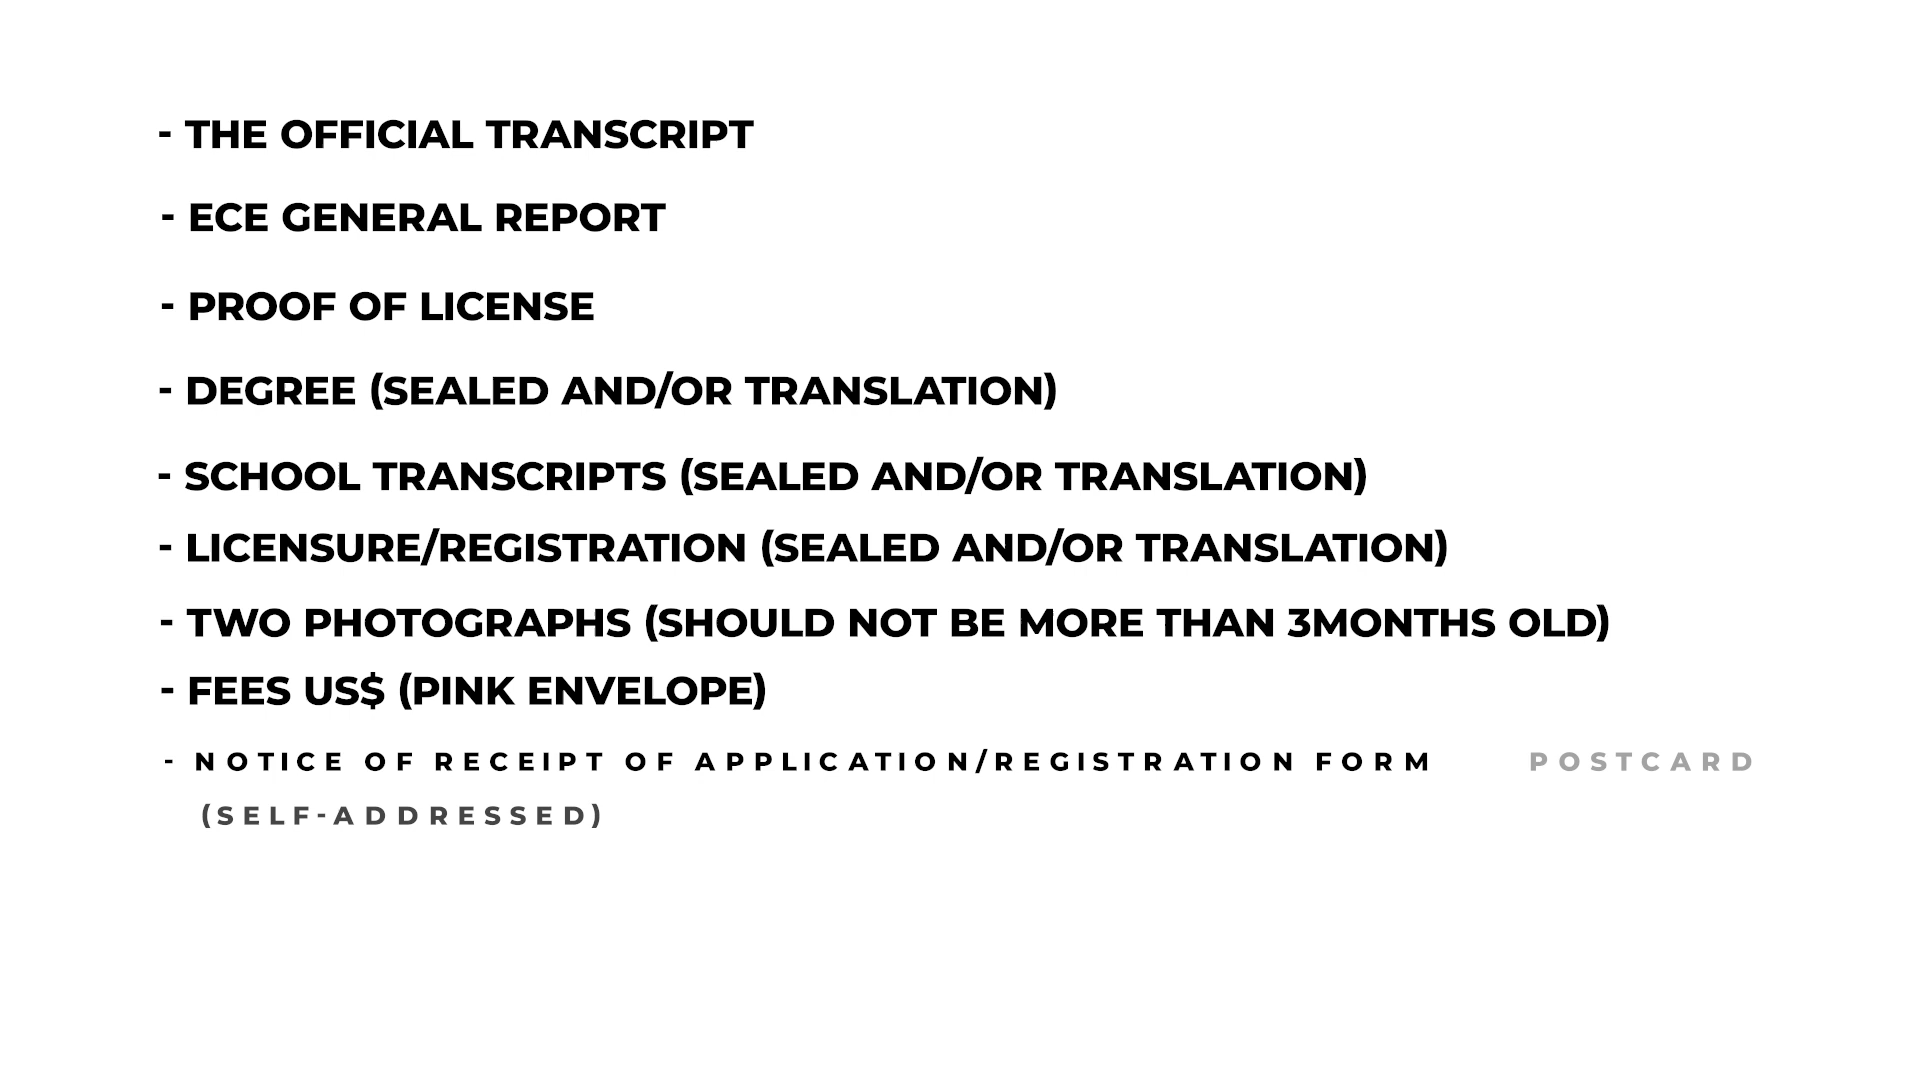 - THE OFFICIAL TRANSCRIPT
- ECE GENERAL REPORT
- PROOF OF LICENSE
- DEGREE (SEALED AND/OR TRANSLATION)
- SCHOOL TRANSCRIPTS (SEALED AND/OR TRANSLATION)
- LICENSURE/REGISTRATION (SEALED AND/OR TRANSLATION)
- TWO PHOTOGRAPHS (SHOULD NOT BE MORE THAN 3MONTHS OLD)
- FEES US$ (PINK ENVELOPE)
- NOTICE OF RECEIPT OF APPLICATION/REGISTRATION FORM POSTCARD
(SELF-ADDRESSED)